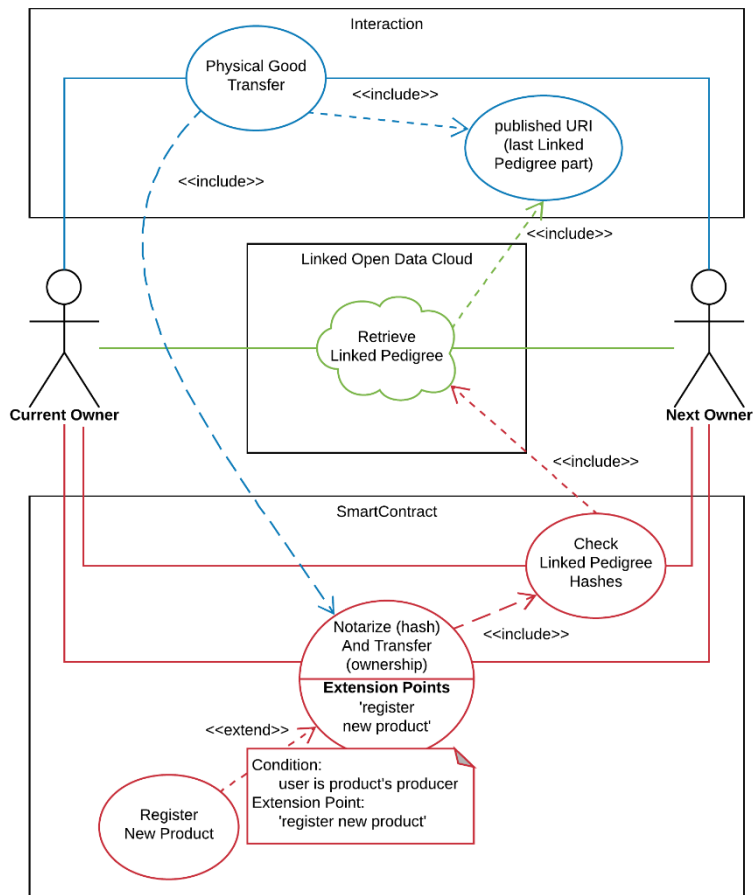 Interaction
Physical Good
Transfer
<<include>>
published URI
(last Linked
Pedigree part)
<<include>>
<<include>>
Linked Open Data Cloud
Retrieve
Linked Pedigree
Current Owner
Next Owner
<<include>>
SmartContract
Check
Linked Pedigree
Hashes
Notarize (hash)
And Transfer
(ownership)
<<include>>
Extension Points
'register
new product'
<<extend>>
Condition:
user is product's producer
Extension Point:
'register new product'
Register
New Product